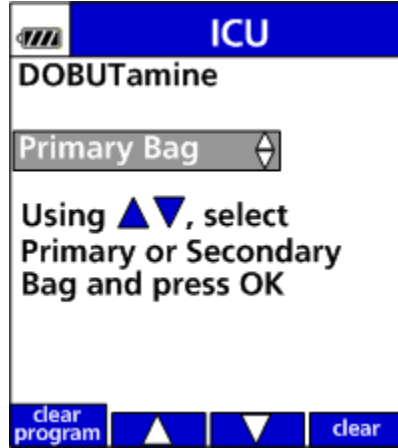 ICU
DOBUTamine
Primary Bag
Using ▲▼, select
Primary or Secondary
Bag and press OK
clear
program
clear